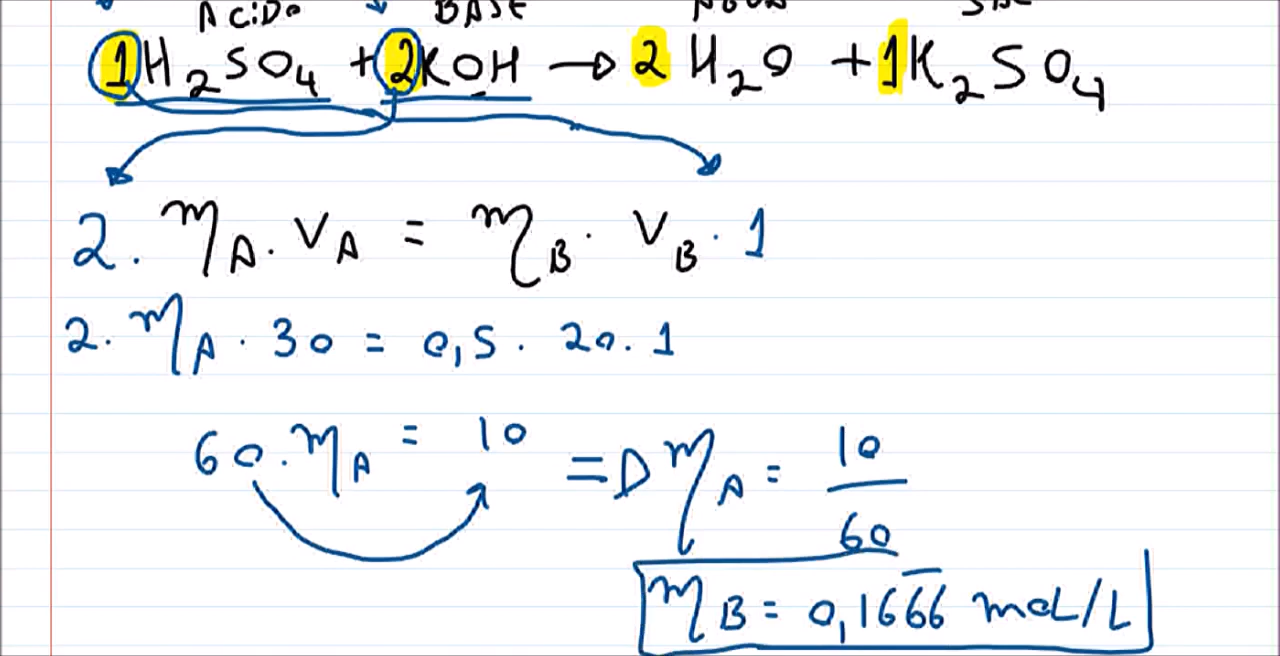 ACIDO BASE
1H2SO4 + 2KOH → 2 H2O + 1K2SO4
2. MA. VA = MB. VB. 1
2. MA. 30 = 0,5. 20. 1
60. MA = 10 => MA = 10/60
MB = 0,1666 moL/L